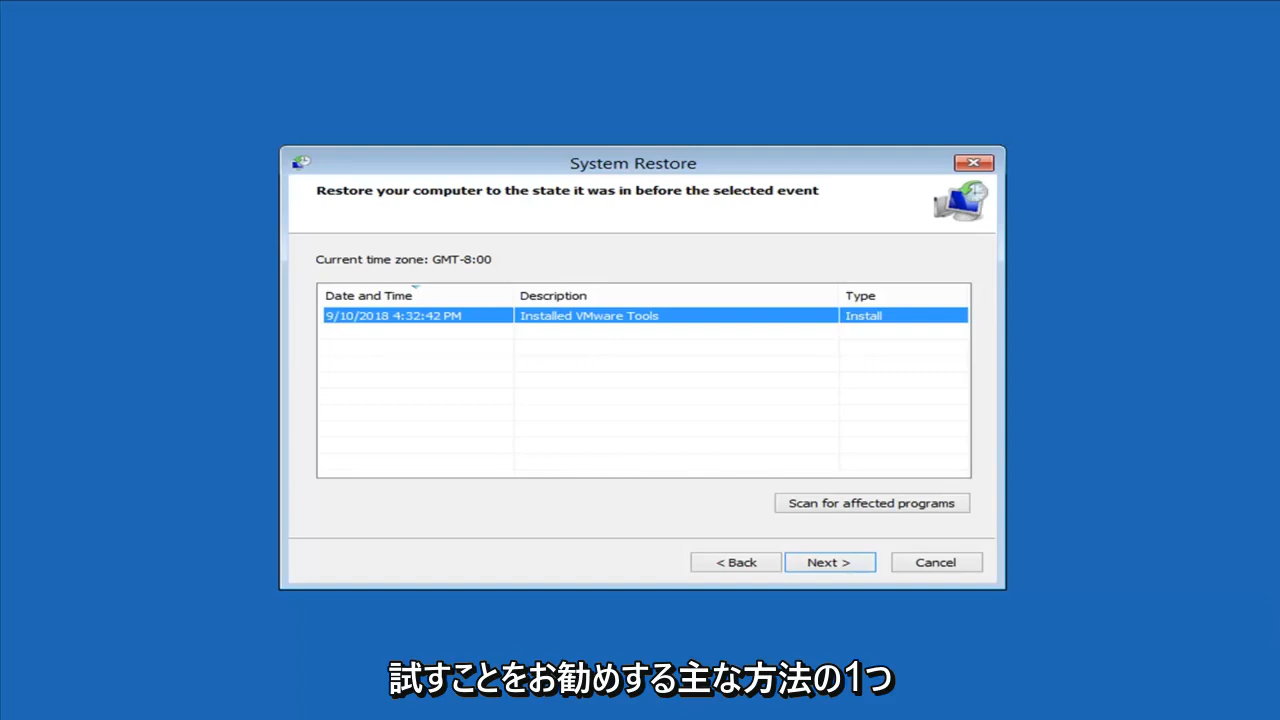 System Restore
Restore your computer to the state it was in before the selected event
Current time zone: GMT-8:00
Date and Time Description Type
9/10/2018 4:32:42 PM Installed VMware Tools Install
Scan for affected programs
< Back Next > Cancel
試すことをお勧めする主な方法の1つ